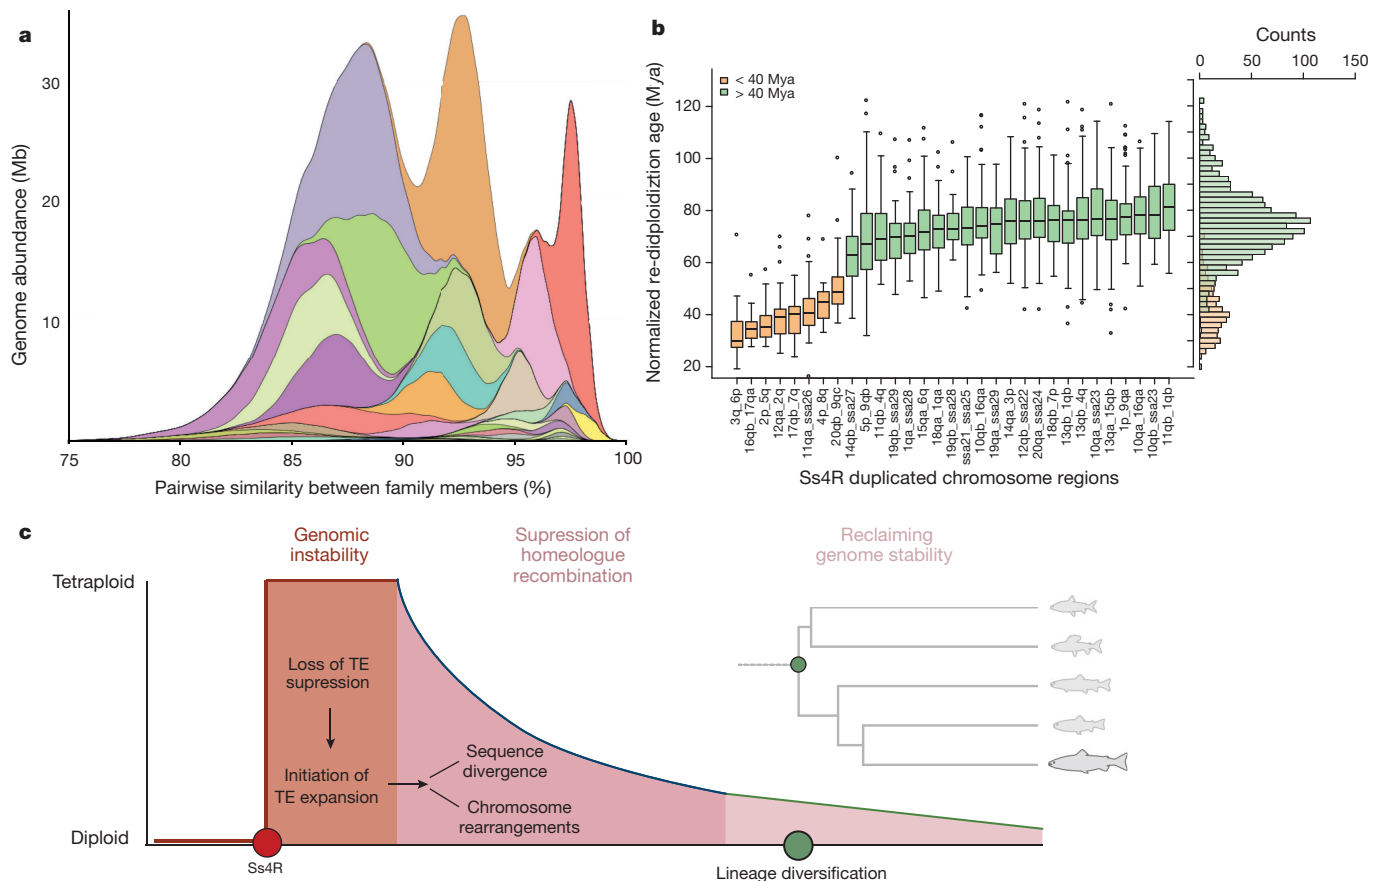 a
Genome abundance (Mb)
30
20
10
75
80
85
90
95
100
Pairwise similarity between family members (%)
b
Counts
0
50
100
150
< 40 Mya
> 40 Mya
Normalized re-didploidiztion age (Mya)
120
100
80
60
40
20
3q_6p
16qb_17qa
2p_5q
12qa_2q
17qb_7q
11qa_ssa26
4p_8q
20qb_9qc
14qb_ssa27
5p_9qb
11qb_4q
19qb_ssa29
11qa_ssa28
15qa_6q
18qa_1qa
19qb_ssa28
ssa21_ssa25
10qb_16qa
19qa_ssa29
14qa_3p
12qb_ssa22
20qa_ssa24
18qb_7p
13qb_1qb
13qb_4q
10qa_ssa23
13qa_15qb
1p_9qa
10qa_16qa
10qb_ssa23
11qb_1qb
Ss4R duplicated chromosome regions
c
Genomic
instability
Supression of
homeologue
recombination
Reclaiming
genome stability
Tetraploid
Diploid
Loss of TE
supression
Initiation of
TE expansion
Sequence
divergence
Chromosome
rearrangements
Ss4R
Lineage diversification